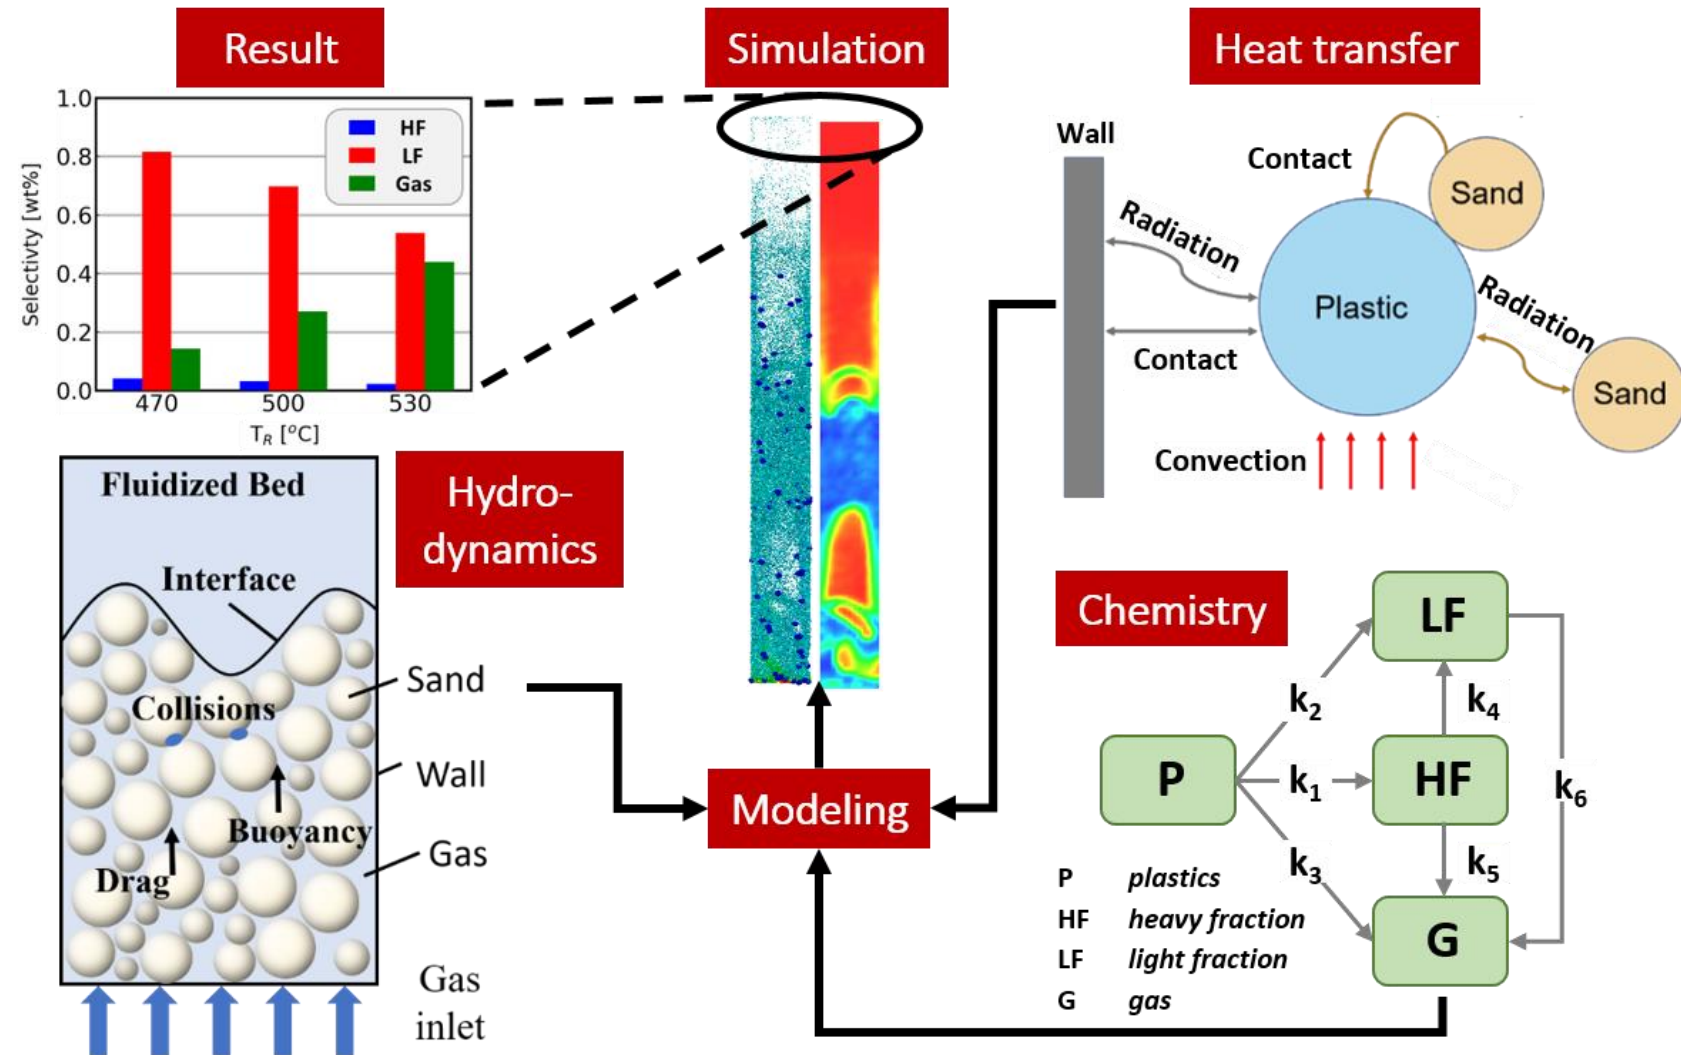 Result
1.0
0.8
0.6
0.4
0.2
0.0
Selectivty [wt%]
HF
LF
Gas
470 500 530
T_R [°C]
Simulation
Heat transfer
Wall
Contact
Sand
Radiation
Plastic
Radiation
Contact
Sand
Convection
Fluidized Bed
Interface
Collisions
Buoyancy
Drag
Hydro-
dynamics
Sand
Wall
Gas
Gas
inlet
Modeling
Chemistry
LF
k₂
k₄
P
k₁
HF
k₆
k₃
k₅
G
P plastics
HF heavy fraction
LF light fraction
G gas